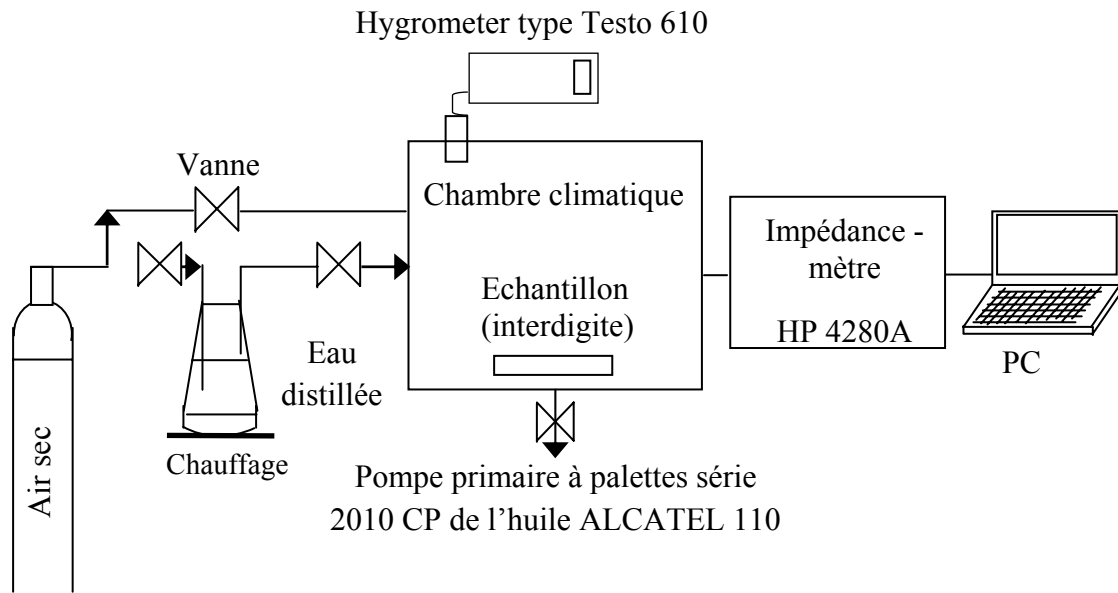 Hygrometer type Testo 610
Vanne
Chambre climatique
Impédance -
mètre
HP 4280A
Echantillon
(interdigite)
Eau
distillée
PC
Chauffage
Air sec
Pompe primaire à palettes série
2010 CP de l’huile ALCATEL 110